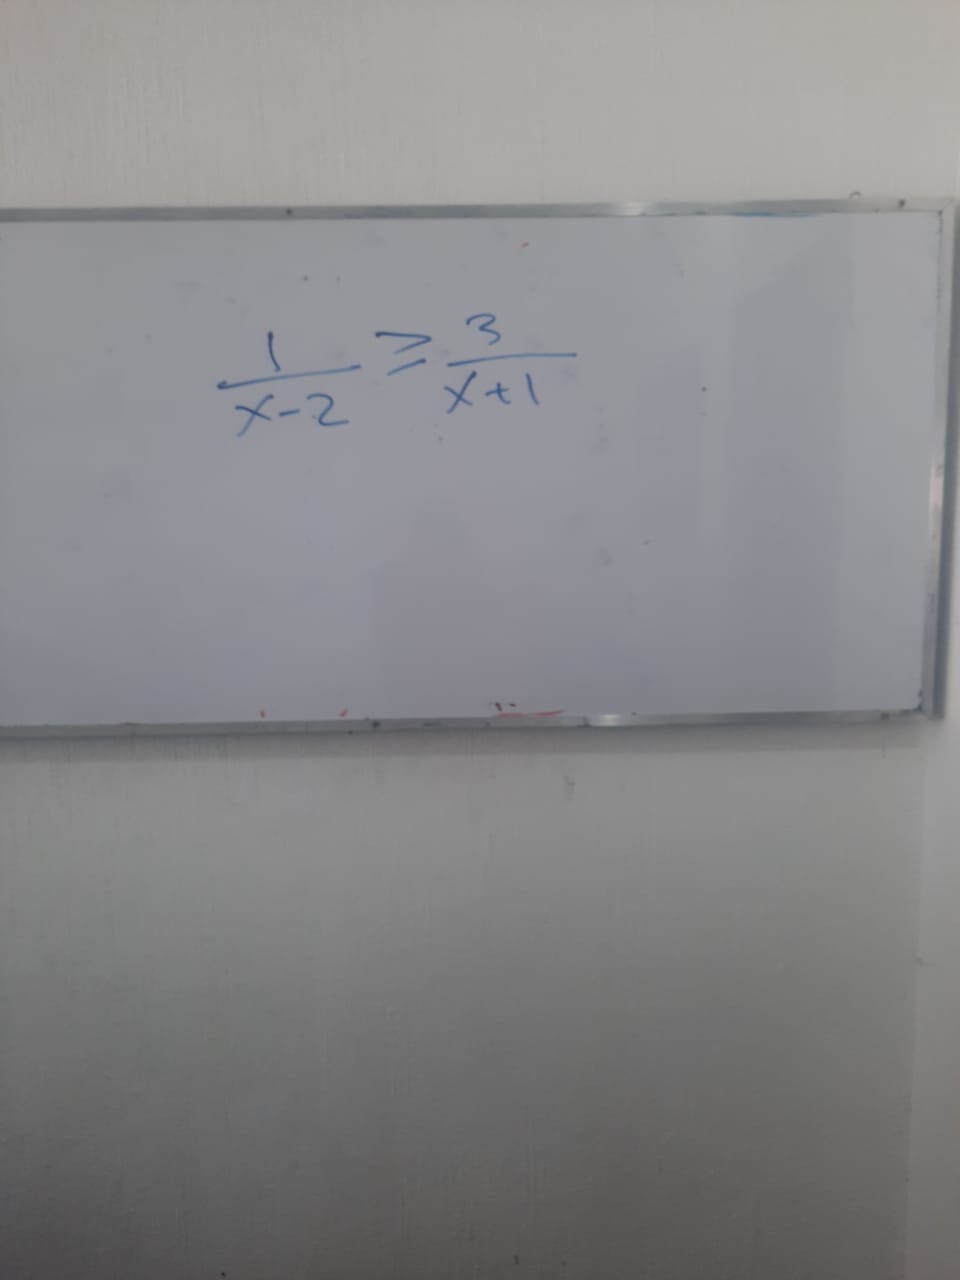 1/(x-2) ≥ 3/(x+1)